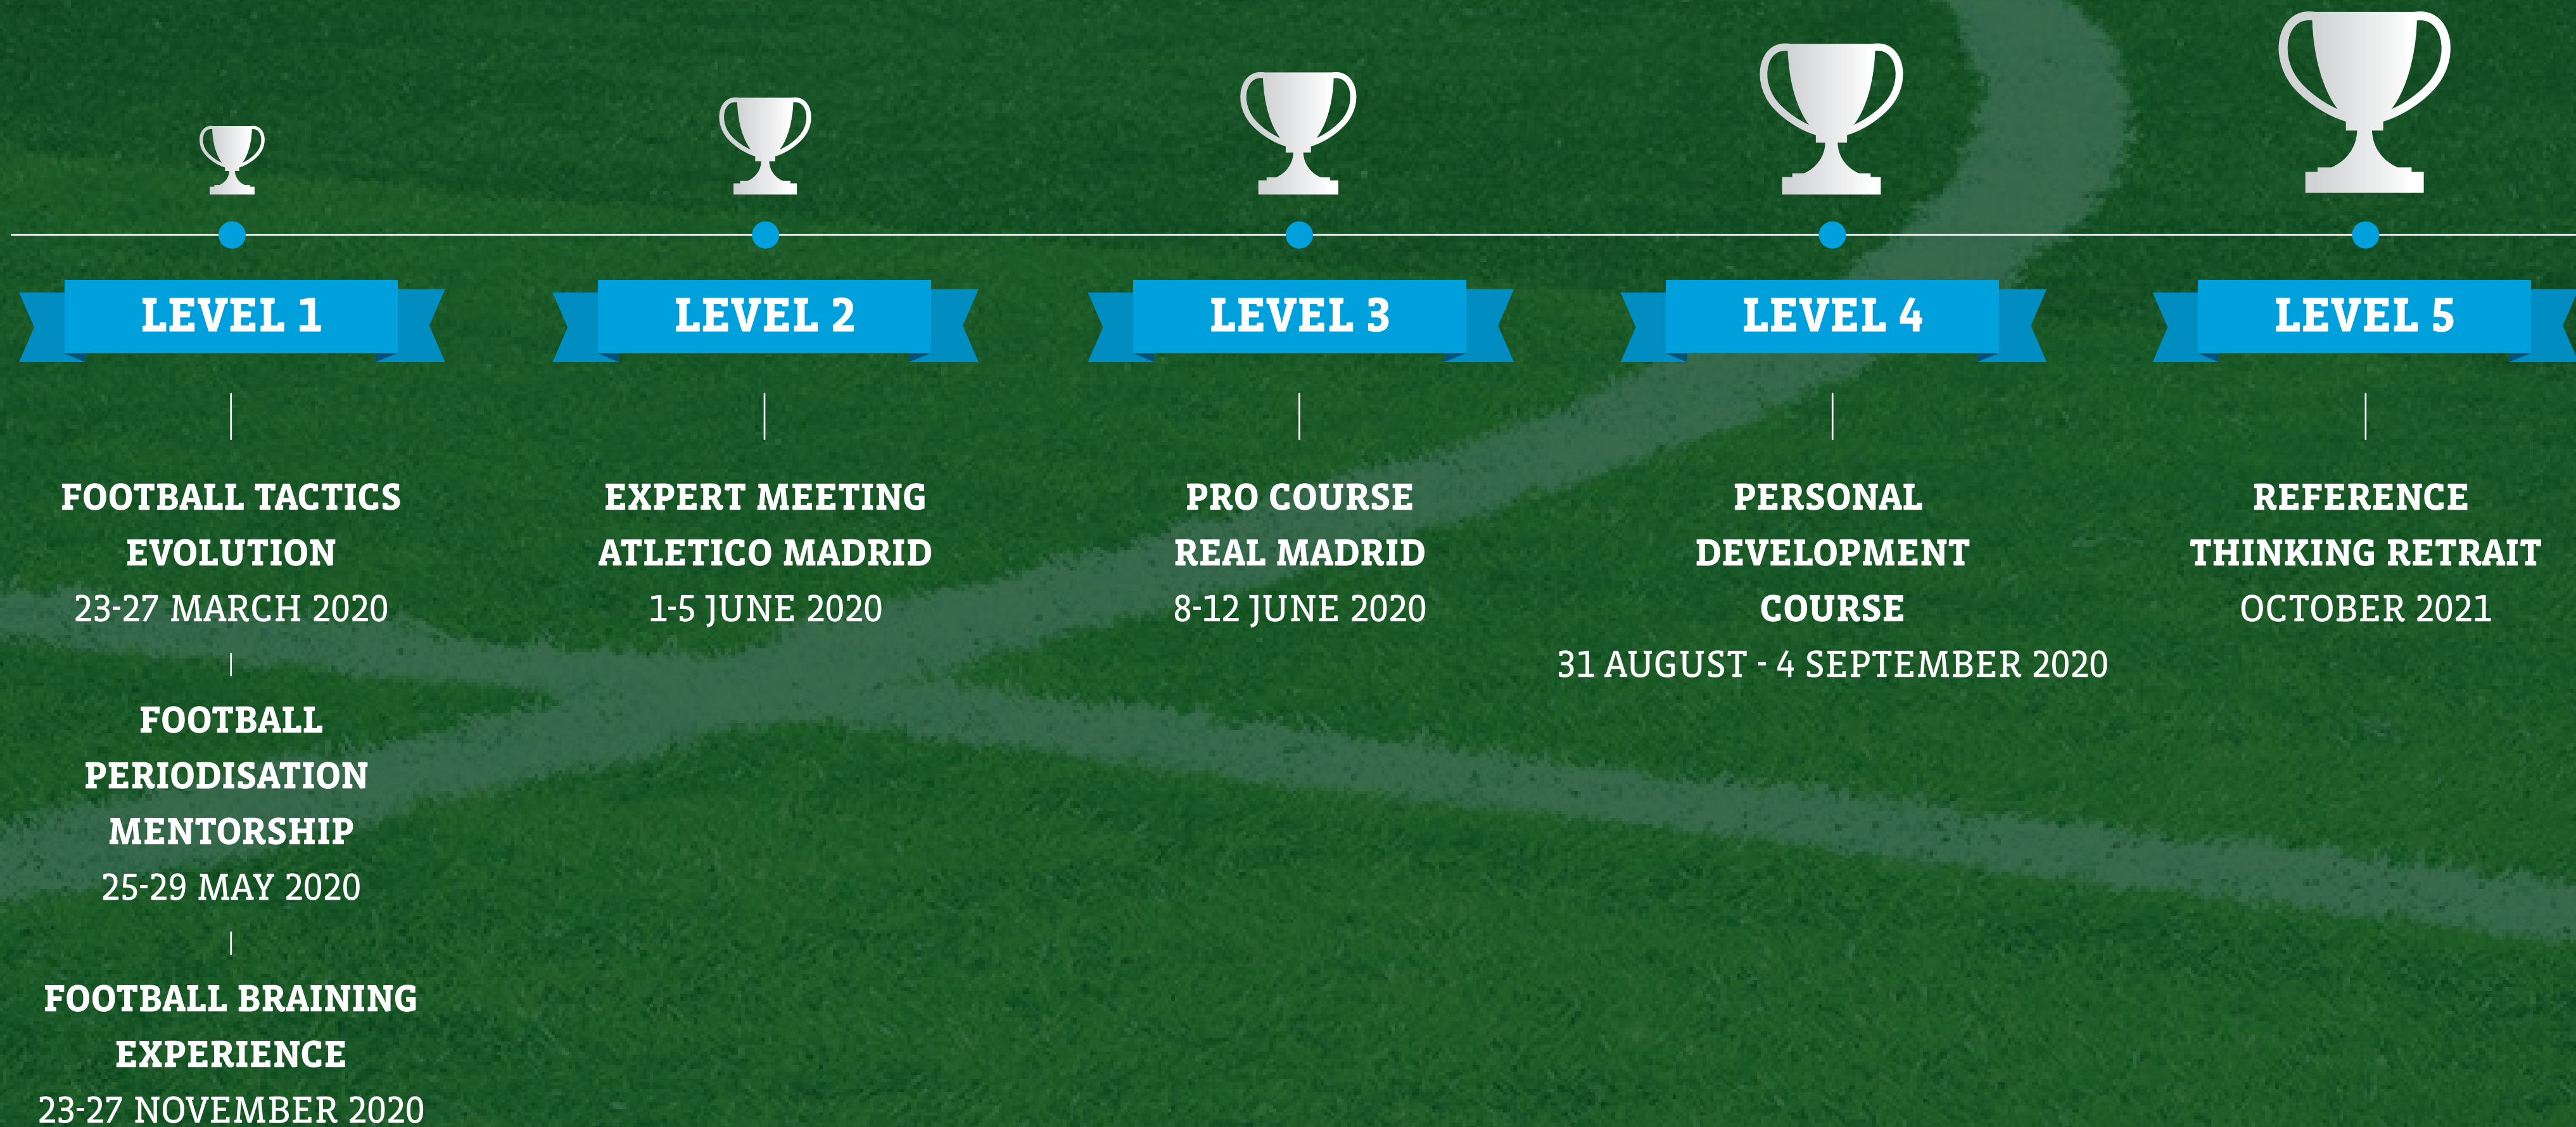 LEVEL 1
FOOTBALL TACTICS
EVOLUTION
23-27 MARCH 2020
FOOTBALL
PERIODISATION
MENTORSHIP
25-29 MAY 2020
FOOTBALL BRAINING
EXPERIENCE
23-27 NOVEMBER 2020
LEVEL 2
EXPERT MEETING
ATLETICO MADRID
1-5 JUNE 2020
LEVEL 3
PRO COURSE
REAL MADRID
8-12 JUNE 2020
LEVEL 4
PERSONAL
DEVELOPMENT
COURSE
31 AUGUST - 4 SEPTEMBER 2020
LEVEL 5
REFERENCE
THINKING RETRAIT
OCTOBER 2021